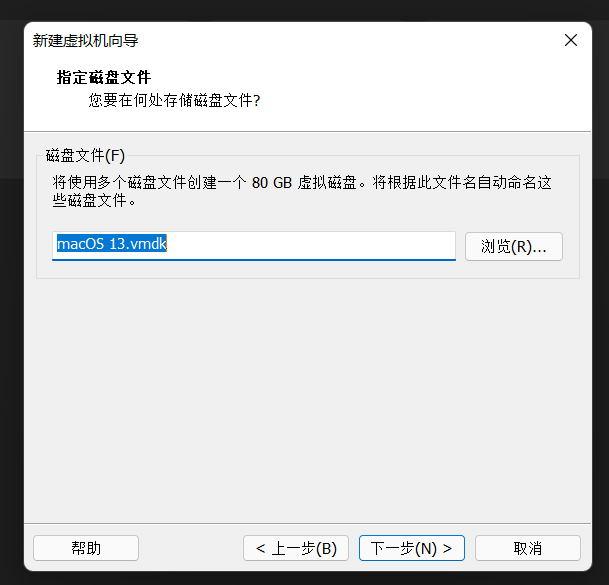 新建虚拟机向导
指定磁盘文件
您要在何处存储磁盘文件?
磁盘文件(F)
将使用多个磁盘文件创建一个 80 GB 虚拟磁盘。将根据此文件名自动命名这
些磁盘文件。
macOS 13.vmdk
浏览(R)...
帮助
< 上一步(B)
下一步(N) >
取消